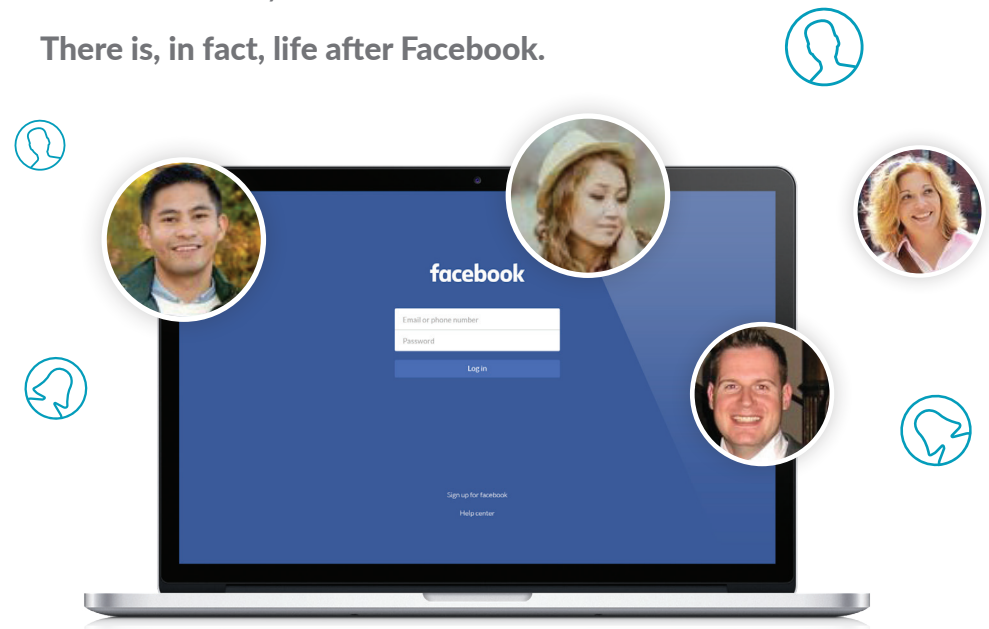 There is, in fact, life after Facebook.
facebook
Email or phone number
Password
Log in
Sign up for facebook
Help center